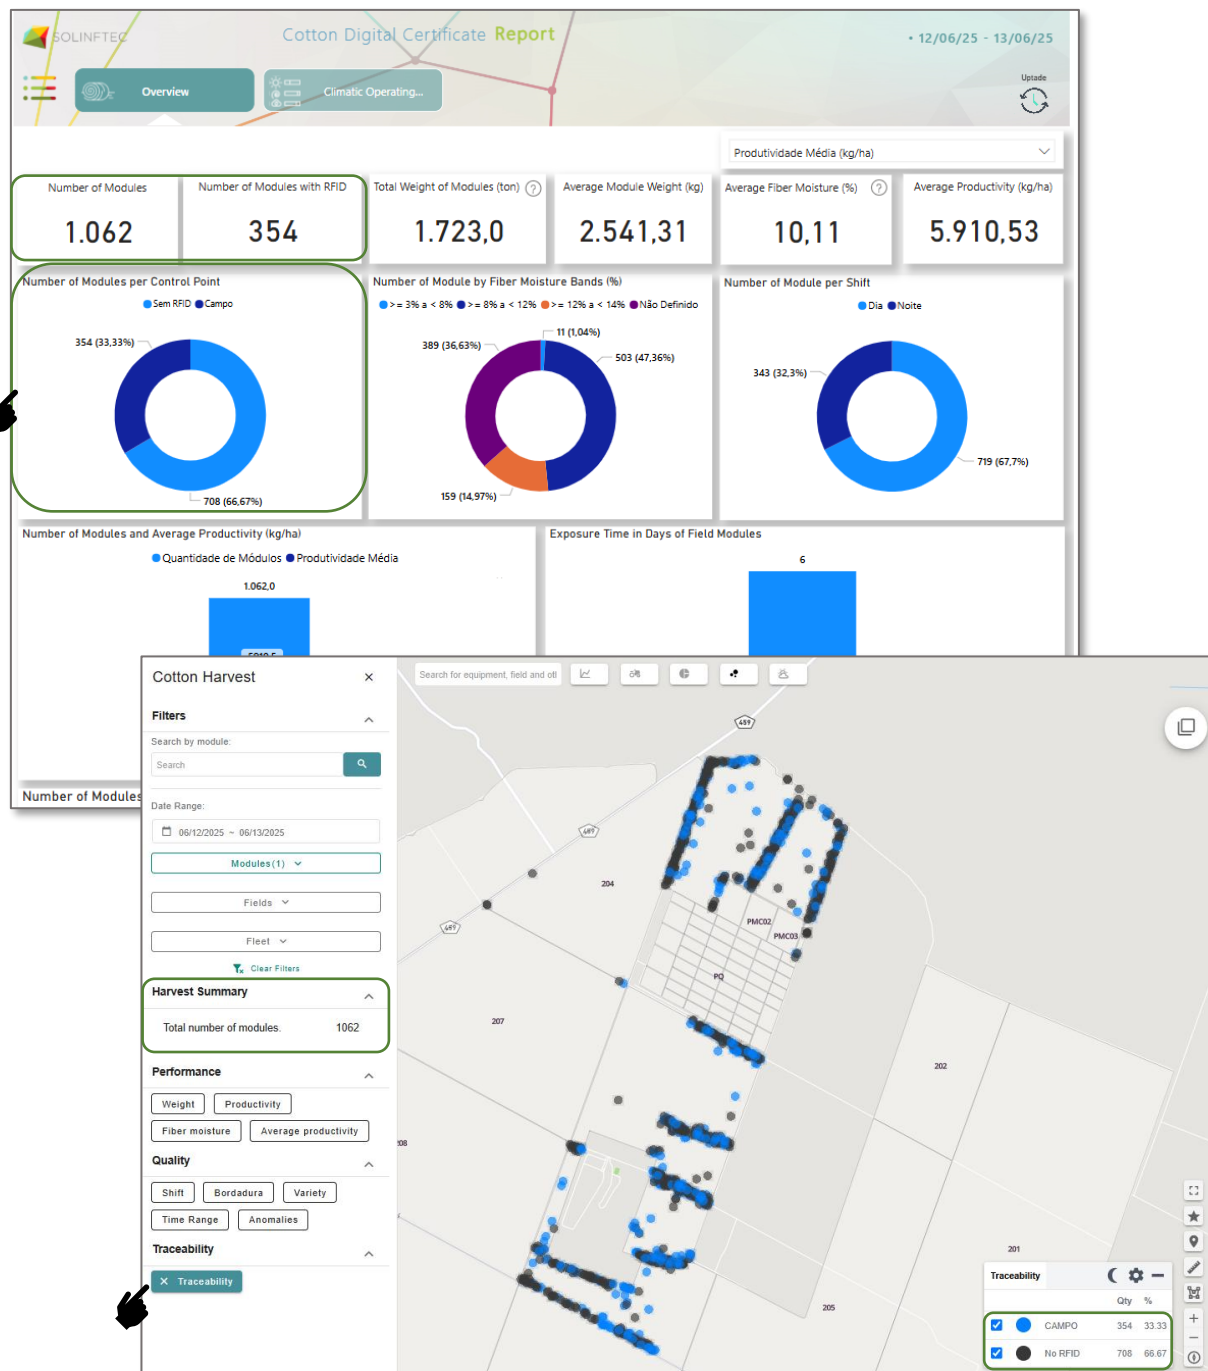 SOLINFTEC
Cotton Digital Certificate Report
• 12/06/25 - 13/06/25
Overview
Climatic Operating...
Uptade
Produtividade Média (kg/ha)
Number of Modules
1.062
Number of Modules with RFID
354
Total Weight of Modules (ton) ?
1.723,0
Average Module Weight (kg)
2.541,31
Average Fiber Moisture (%) ?
10,11
Average Productivity (kg/ha)
5.910,53
Number of Modules per Control Point
Sem RFID Campo
354 (33,33%)
708 (66,67%)
Number of Module by Fiber Moisture Bands (%)
>= 3% a < 8% >= 8% a < 12% >= 12% a < 14% Não Definido
11 (1,04%)
389 (36,63%)
503 (47,36%)
159 (14,97%)
Number of Module per Shift
Dia Noite
343 (32,3%)
719 (67,7%)
Number of Modules and Average Productivity (kg/ha)
Quantidade de Módulos Produtividade Média
1.062,0
Exposure Time in Days of Field Modules
6
Number of Modules
Cotton Harvest ×
Filters
Search by module:
Search
Date Range:
06/12/2025 ~ 06/13/2025
Modules(1)
Fields
Fleet
Clear Filters
Harvest Summary
Total number of modules. 1062
Performance
Weight Productivity
Fiber moisture Average productivity
Quality
Shift Bordadura Variety
Time Range Anomalies
Traceability
× Traceability
Search for equipment, field and otl
459
459
459
204
PMC02
PMC03
PQ
207
202
208
201
205
Traceability
Qty %
CAMPO 354 33.33
No RFID 708 66.67